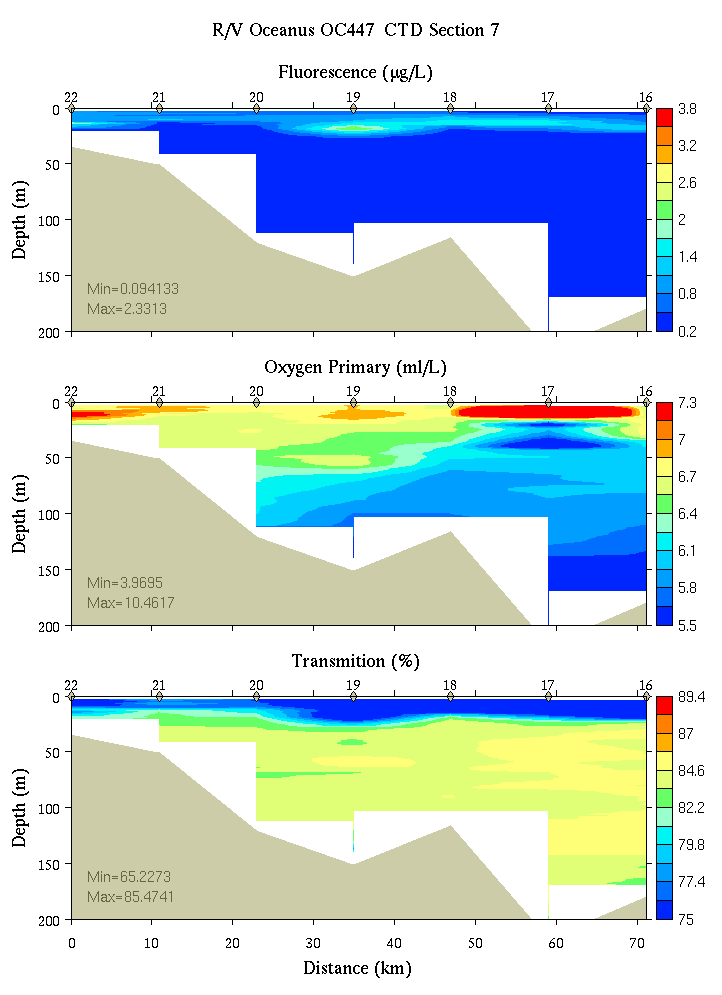 R/V Oceanus OC447 CTD Section 7
Fluorescence (µg/L)
22 21 20 19 18 17 16
0
50
100
150
200
Depth (m)
Min=0.094133
Max=2.3313
3.8
3.2
2.6
2
1.4
0.8
0.2
Oxygen Primary (ml/L)
22 21 20 19 18 17 16
0
50
100
150
200
Depth (m)
Min=3.9695
Max=10.4617
7.3
7
6.7
6.4
6.1
5.8
5.5
Transmition (%)
22 21 20 19 18 17 16
0
50
100
150
200
Depth (m)
Min=65.2273
Max=85.4741
89.4
87
84.6
82.2
79.8
77.4
75
0 10 20 30 40 50 60 70
Distance (km)